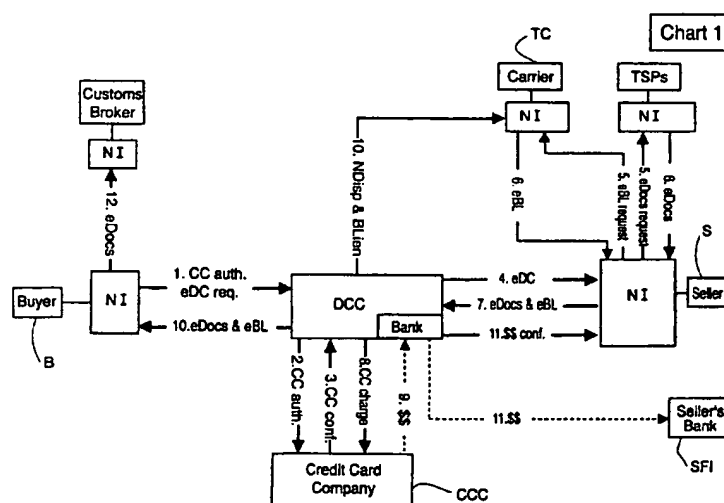 Chart 1
TC
Carrier
TSPs
Customs
Broker
NI
NI
NI
10. NDisp & BLien
6. eBL
5. eBL request
5. eDocs request
6. eDocs
12. eDocs
S
1. CC auth.
eDC req.
DCC
4. eDC
NI
Seller
Buyer
NI
7. eDocs & eBL
10.eDocs & eBL
Bank
11.$$ conf.
B
2.CC auth.
3.CC conf.
8.CC charge
9. $$
11.$$
Seller's
Bank
SFI
Credit Card
Company
CCC